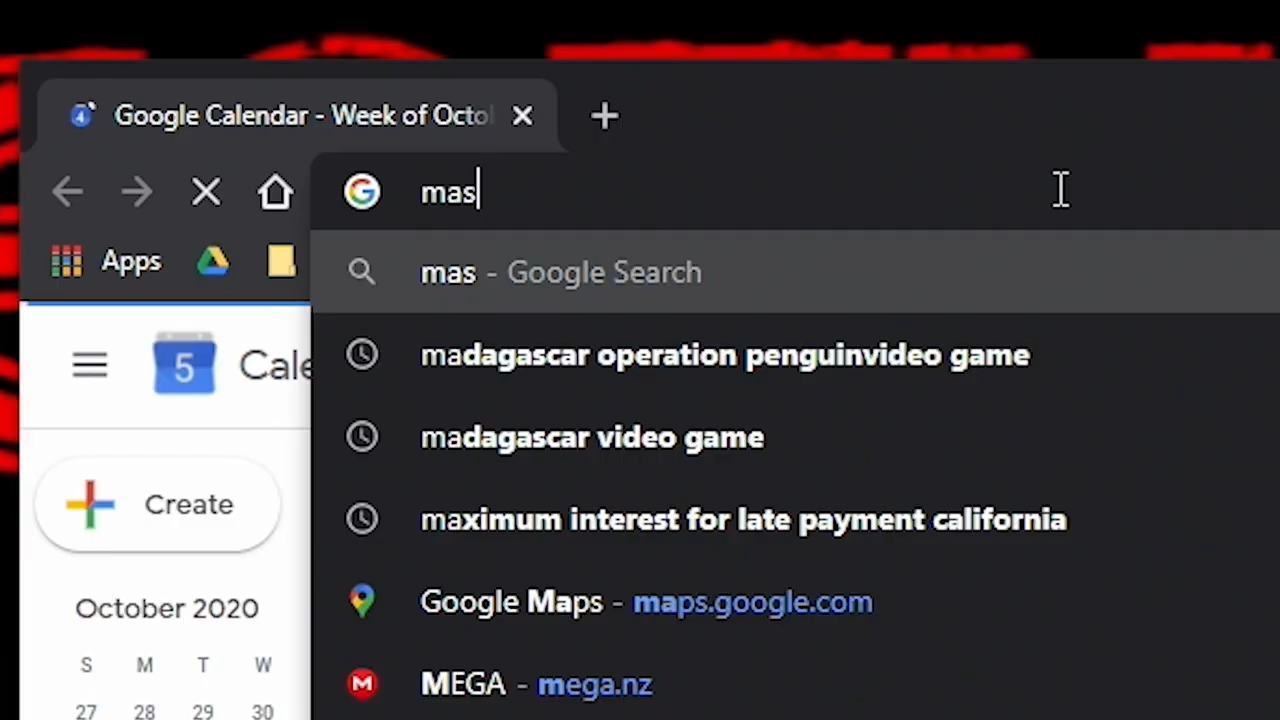 4 Google Calendar - Week of Octo
mas
Apps
mas - Google Search
madagascar operation penguinvideo game
madagascar video game
maximum interest for late payment california
Google Maps - maps.google.com
M MEGA - mega.nz
5 Cale
Create
October 2020
S M T W
27 28 29 30